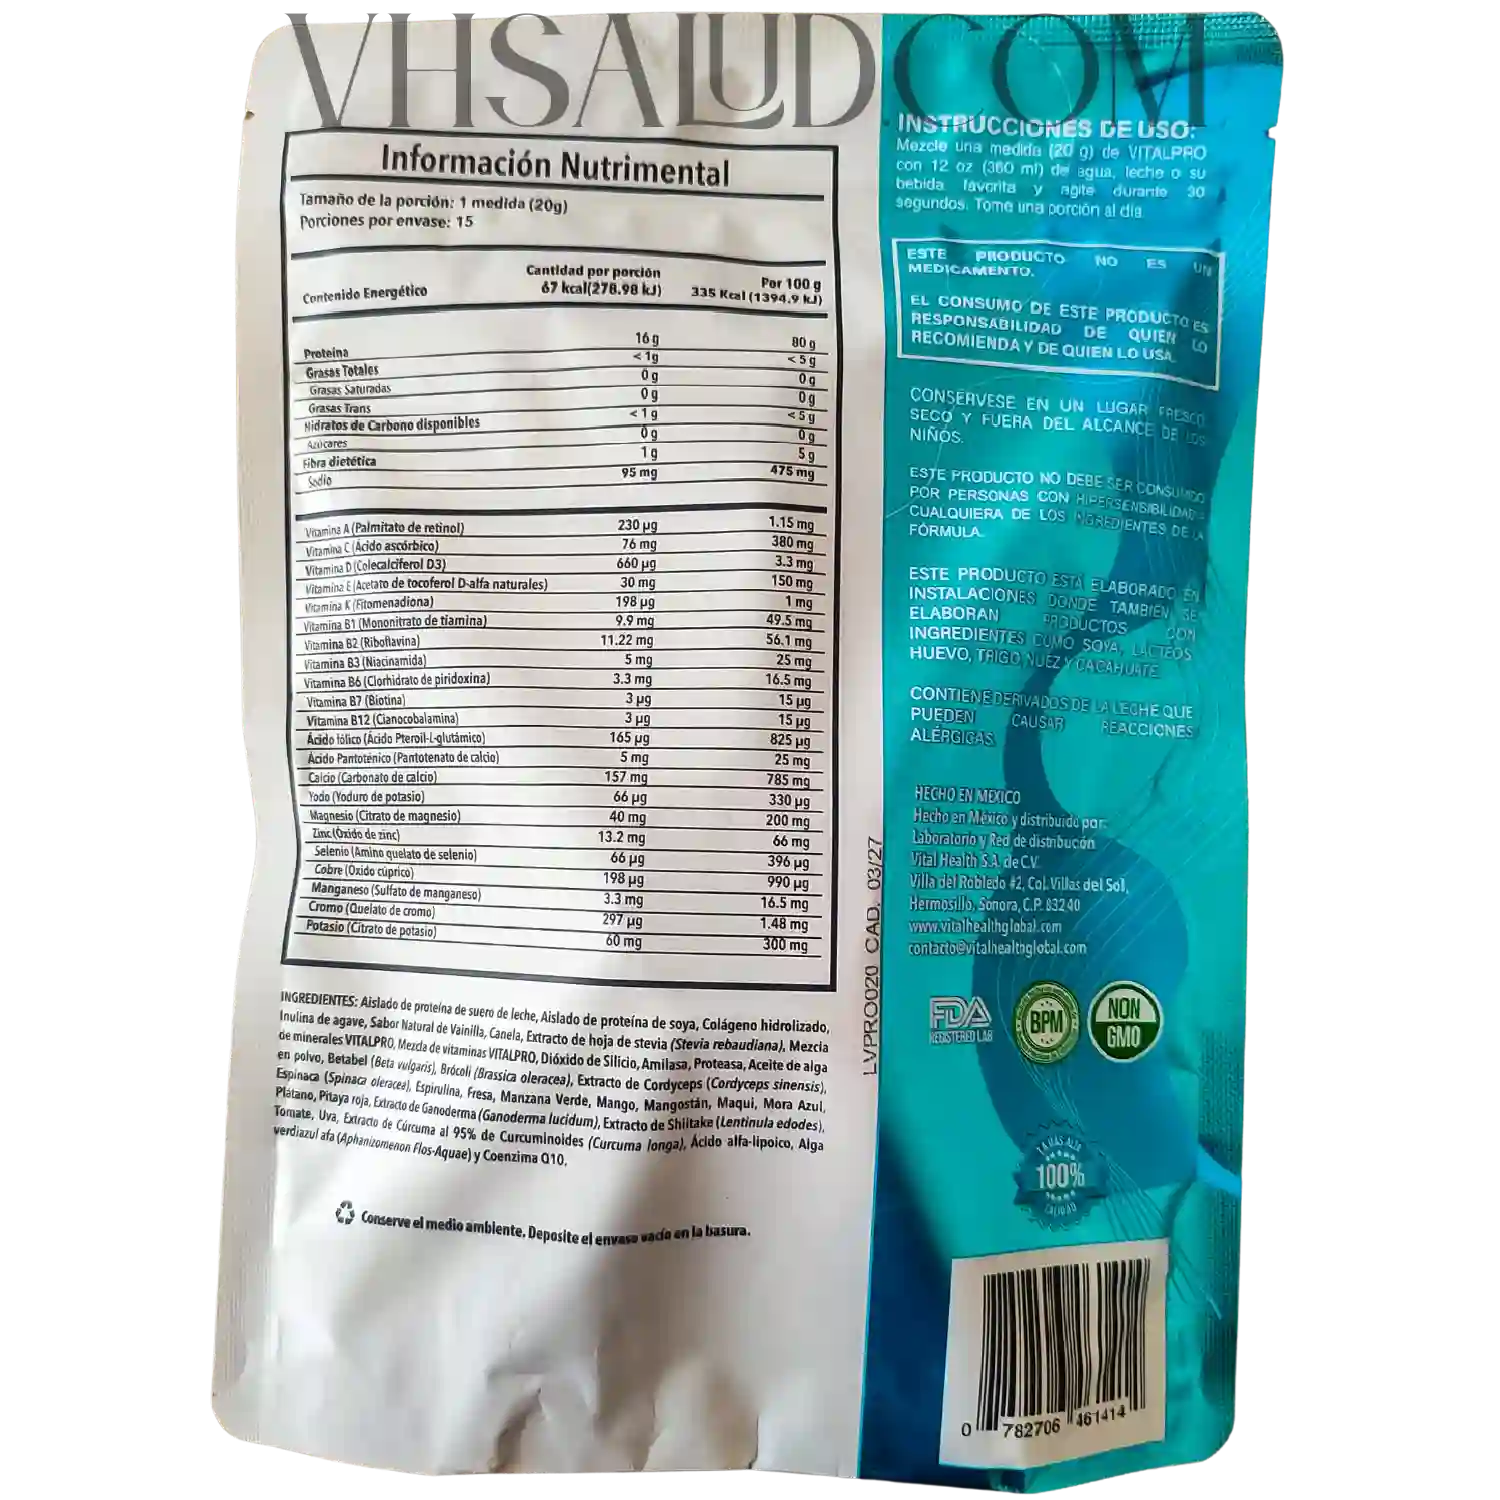 VHSALUD.COM
Información Nutrimental
Tamaño de la porción: 1 medida (20g)
Porciones por envase: 15
Cantidad por porción Por 100 g
Contenido Energético 67 kcal(278.98 kJ) 335 Kcal (1394.9 kJ)
Proteína 16 g 80 g
Grasas Totales < 1g < 5 g
Grasas Saturadas 0 g 0 g
Grasas Trans 0 g 0 g
Hidratos de Carbono disponibles < 1 g < 5 g
Azúcares 0 g 0 g
Fibra dietética 1 g 5 g
Sodio 95 mg 475 mg
Vitamina A (Palmitato de retinol) 230 µg 1.15 mg
Vitamina C (Ácido ascórbico) 76 mg 380 mg
Vitamina D (Colecalciferol D3) 660 µg 3.3 mg
Vitamina E (Acetato de tocoferol D-alfa naturales) 30 mg 150 mg
Vitamina K (Fitomenadiona) 198 µg 1 mg
Vitamina B1 (Mononitrato de tiamina) 9.9 mg 49.5 mg
Vitamina B2 (Riboflavina) 11.22 mg 56.1 mg
Vitamina B3 (Niacinamida) 5 mg 25 mg
Vitamina B6 (Clorhidrato de piridoxina) 3.3 mg 16.5 mg
Vitamina B7 (Biotina) 3 µg 15 µg
Vitamina B12 (Cianocobalamina) 3 µg 15 µg
Ácido fólico (Ácido Pteroil-L-glutámico) 165 µg 825 µg
Ácido Pantoténico (Pantotenato de calcio) 5 mg 25 mg
Calcio (Carbonato de calcio) 157 mg 785 mg
Yodo (Yoduro de potasio) 66 µg 330 µg
Magnesio (Citrato de magnesio) 40 mg 200 mg
Zinc (Óxido de zinc) 13.2 mg 66 mg
Selenio (Amino quelato de selenio) 66 µg 396 µg
Cobre (Óxido cúprico) 198 µg 990 µg
Manganeso (Sulfato de manganeso) 3.3 mg 16.5 mg
Cromo (Quelato de cromo) 297 µg 1.48 mg
Potasio (Citrato de potasio) 60 mg 300 mg
INGREDIENTES: Aislado de proteína de suero de leche, Aislado de proteína de soya, Colágeno hidrolizado,
Inulina de agave, Sabor Natural de Vainilla, Canela, Extracto de hoja de stevia (Stevia rebaudiana), Mezcla
de minerales VITALPRO, Mezcla de vitaminas VITALPRO, Dióxido de Silicio, Amilasa, Proteasa, Aceite de alga
en polvo, Betabel (Beta vulgaris), Brócoli (Brassica oleracea), Extracto de Cordyceps (Cordyceps sinensis),
Espinaca (Spinaca oleracea), Espirulina, Fresa, Manzana Verde, Mango, Mangostán, Maqui, Mora Azul,
Plátano, Pitaya roja, Extracto de Ganoderma (Ganoderma lucidum), Extracto de Shiitake (Lentinula edodes),
Tomate, Uva, Extracto de Cúrcuma al 95% de Curcuminoides (Curcuma longa), Ácido alfa-lipoico, Alga
verdiazul afa (Aphanizomenon Flos-Aquae) y Coenzima Q10.
Conserve el medio ambiente. Deposite el envase vacío en la basura.
LVPRO020 CAD. 03/27
INSTRUCCIONES DE USO:
Mezcle una medida (20 g) de VITALPRO
con 12 oz (360 ml) de agua, leche o su
bebida favorita y agite durante 30
segundos. Tome una porción al día.
ESTE PRODUCTO NO ES UN
MEDICAMENTO.
EL CONSUMO DE ESTE PRODUCTO ES
RESPONSABILIDAD DE QUIEN LO
RECOMIENDA Y DE QUIEN LO USA.
CONSÉRVESE EN UN LUGAR FRESCO
SECO Y FUERA DEL ALCANCE DE LOS
NIÑOS.
ESTE PRODUCTO NO DEBE SER CONSUMIDO
POR PERSONAS CON HIPERSENSIBILIDAD A
CUALQUIERA DE LOS INGREDIENTES DE LA
FÓRMULA.
ESTE PRODUCTO ESTÁ ELABORADO EN
INSTALACIONES DONDE TAMBIÉN SE
ELABORAN PRODUCTOS CON
INGREDIENTES COMO SOYA, LÁCTEOS
HUEVO, TRIGO, NUEZ Y CACAHUATE.
CONTIENE DERIVADOS DE LA LECHE QUE
PUEDEN CAUSAR REACCIONES
ALÉRGICAS.
HECHO EN MÉXICO
Hecho en México y distribuido por:
Laboratorio y Red de distribución
Vital Health S.A. de C.V.
Villa del Robledo #2, Col. Villas del Sol,
Hermosillo, Sonora, C.P. 83240
www.vitalhealthglobal.com
contacto@vitalhealthglobal.com
FDA
REGISTERED LAB
BPM
NON
GMO
LA MÁS ALTA
100%
CALIDAD
0 782706 461414